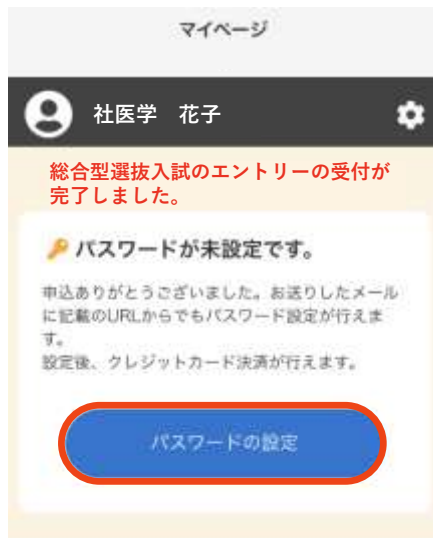 マイページ
社医学 花子
総合型選抜入試のエントリーの受付が
完了しました。
パスワードが未設定です。
申込ありがとうございました。お送りしたメール
に記載のURLからでもパスワード設定が行えま
す。
設定後、クレジットカード決済が行えます。
パスワードの設定